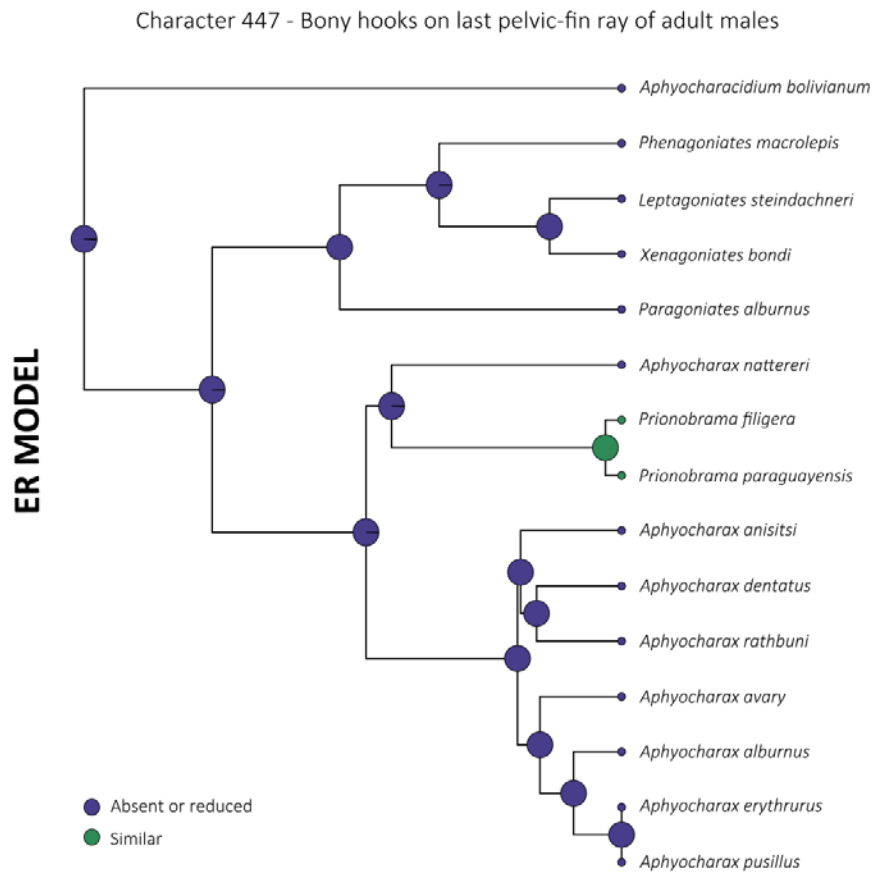 Character 447 - Bony hooks on last pelvic-fin ray of adult males
Aphyocharacidium bolivianum
Phenagoniates macrolepis
Leptagoniates steindachneri
Xenagoniates bondi
Paragoniates alburnus
Aphyocharax nattereri
Prionobrama filigera
Prionobrama paraguayensis
Aphyocharax anisitsi
Aphyocharax dentatus
Aphyocharax rathbuni
Aphyocharax avary
Aphyocharax alburnus
Aphyocharax erythrurus
Aphyocharax pusillus
ER MODEL
Absent or reduced
Similar